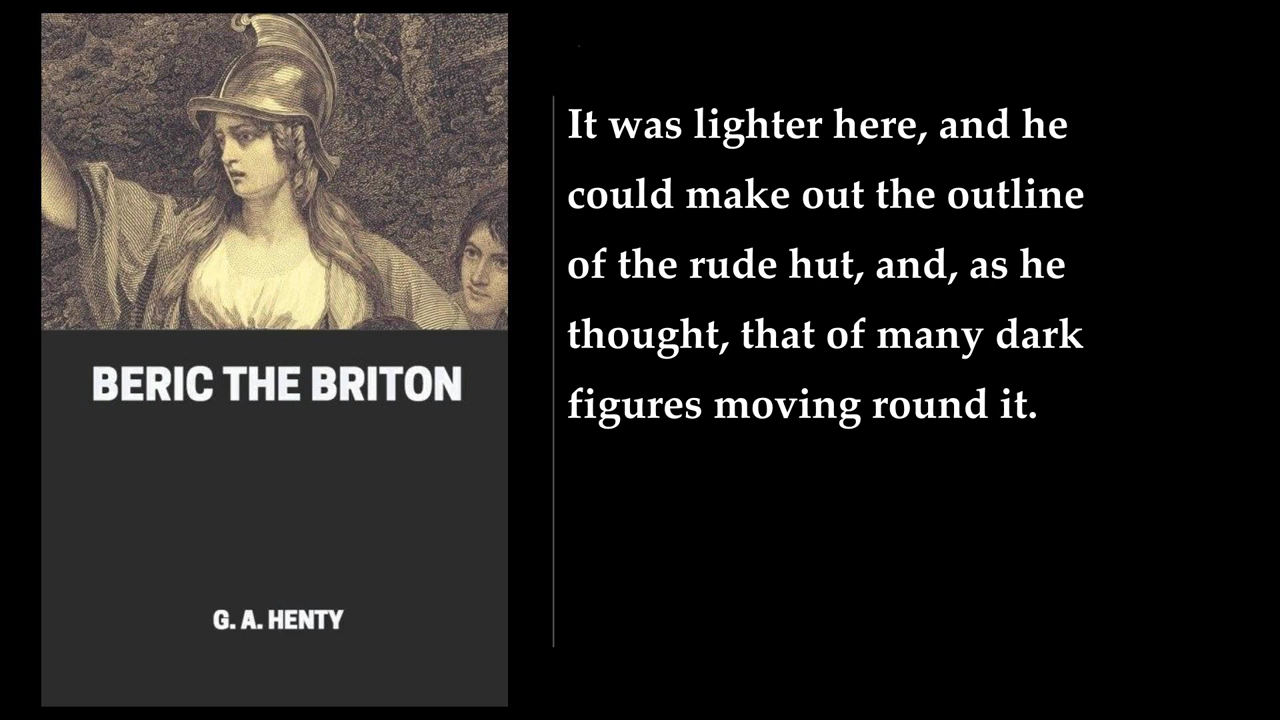 BERIC THE BRITON
G. A. HENTY
It was lighter here, and he
could make out the outline
of the rude hut, and, as he
thought, that of many dark
figures moving round it.